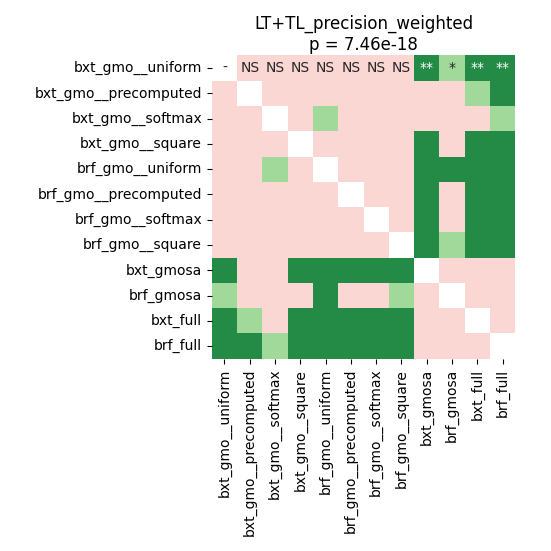 LT+TL_precision_weighted
p = 7.46e-18
bxt_gmo__uniform - NS NS NS NS NS NS NS ** * ** **
bxt_gmo__precomputed
bxt_gmo__softmax
bxt_gmo__square
brf_gmo__uniform
brf_gmo__precomputed
brf_gmo__softmax
brf_gmo__square
bxt_gmosa
brf_gmosa
bxt_full
brf_full
bxt_gmo__uniform
bxt_gmo__precomputed
bxt_gmo__softmax
bxt_gmo__square
brf_gmo__uniform
brf_gmo__precomputed
brf_gmo__softmax
brf_gmo__square
bxt_gmosa
brf_gmosa
bxt_full
brf_full